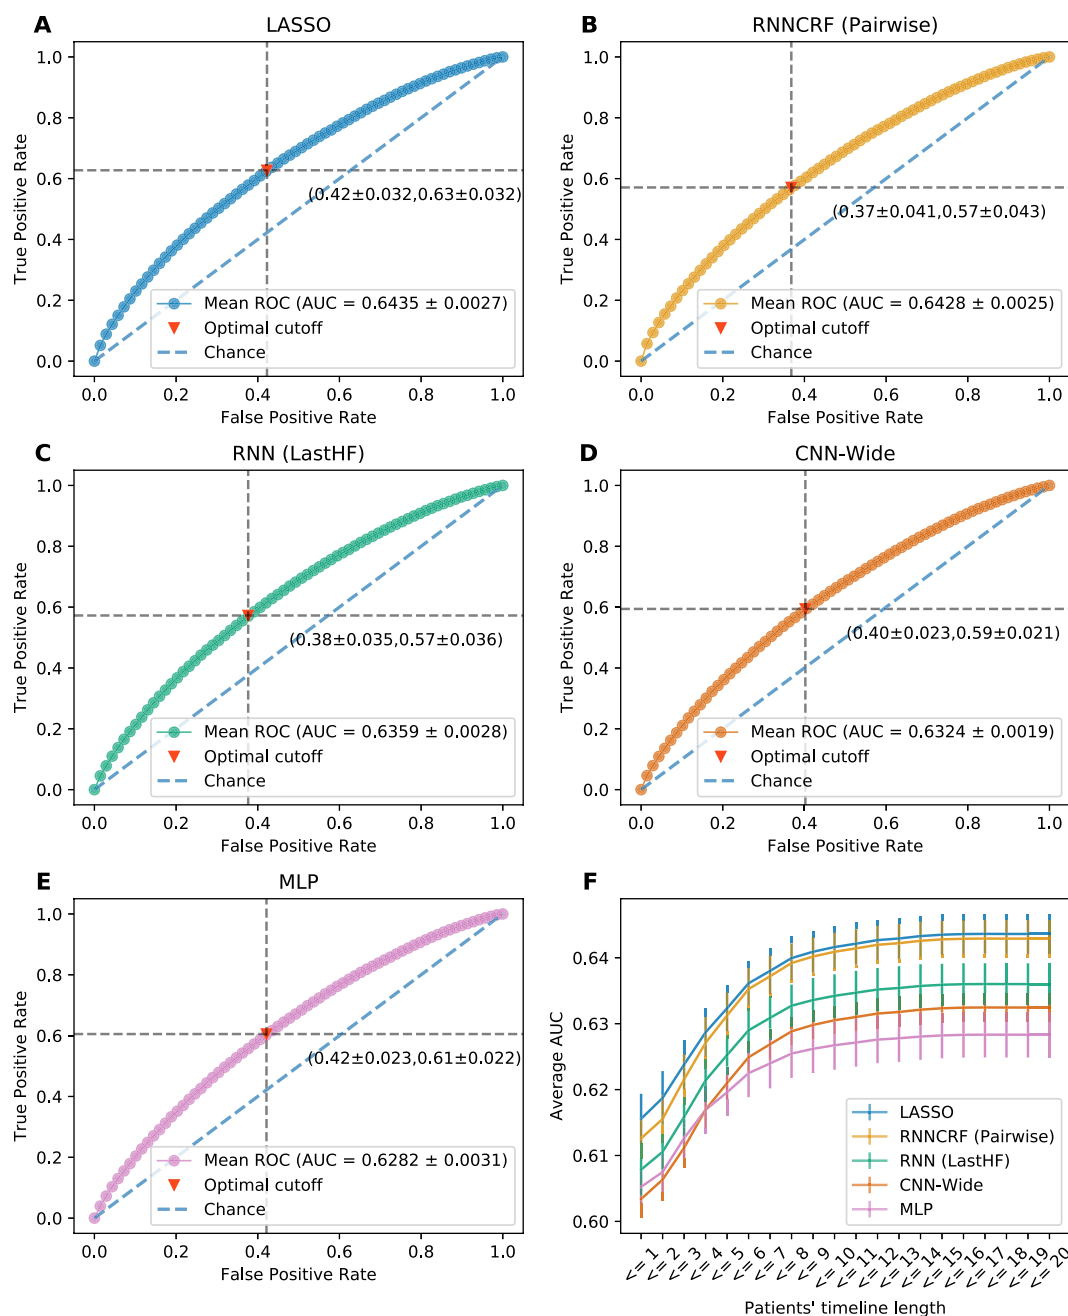 A
LASSO
True Positive Rate
1.0
0.8
0.6
0.4
0.2
0.0
(0.42±0.032,0.63±0.032)
Mean ROC (AUC = 0.6435 ± 0.0027)
Optimal cutoff
Chance
0.0 0.2 0.4 0.6 0.8 1.0
False Positive Rate
B
RNNCRF (Pairwise)
True Positive Rate
1.0
0.8
0.6
0.4
0.2
0.0
(0.37±0.041,0.57±0.043)
Mean ROC (AUC = 0.6428 ± 0.0025)
Optimal cutoff
Chance
0.0 0.2 0.4 0.6 0.8 1.0
False Positive Rate
C
RNN (LastHF)
True Positive Rate
1.0
0.8
0.6
0.4
0.2
0.0
(0.38±0.035,0.57±0.036)
Mean ROC (AUC = 0.6359 ± 0.0028)
Optimal cutoff
Chance
0.0 0.2 0.4 0.6 0.8 1.0
False Positive Rate
D
CNN-Wide
True Positive Rate
1.0
0.8
0.6
0.4
0.2
0.0
(0.40±0.023,0.59±0.021)
Mean ROC (AUC = 0.6324 ± 0.0019)
Optimal cutoff
Chance
0.0 0.2 0.4 0.6 0.8 1.0
False Positive Rate
E
MLP
True Positive Rate
1.0
0.8
0.6
0.4
0.2
0.0
(0.42±0.023,0.61±0.022)
Mean ROC (AUC = 0.6282 ± 0.0031)
Optimal cutoff
Chance
0.0 0.2 0.4 0.6 0.8 1.0
False Positive Rate
F
Average AUC
0.64
0.63
0.62
0.61
0.60
LASSO
RNNCRF (Pairwise)
RNN (LastHF)
CNN-Wide
MLP
<= 1
<= 2
<= 3
<= 4
<= 5
<= 6
<= 7
<= 8
<= 9
<= 10
<= 11
<= 12
<= 13
<= 14
<= 15
<= 16
<= 17
<= 18
<= 19
<= 20
Patients' timeline length